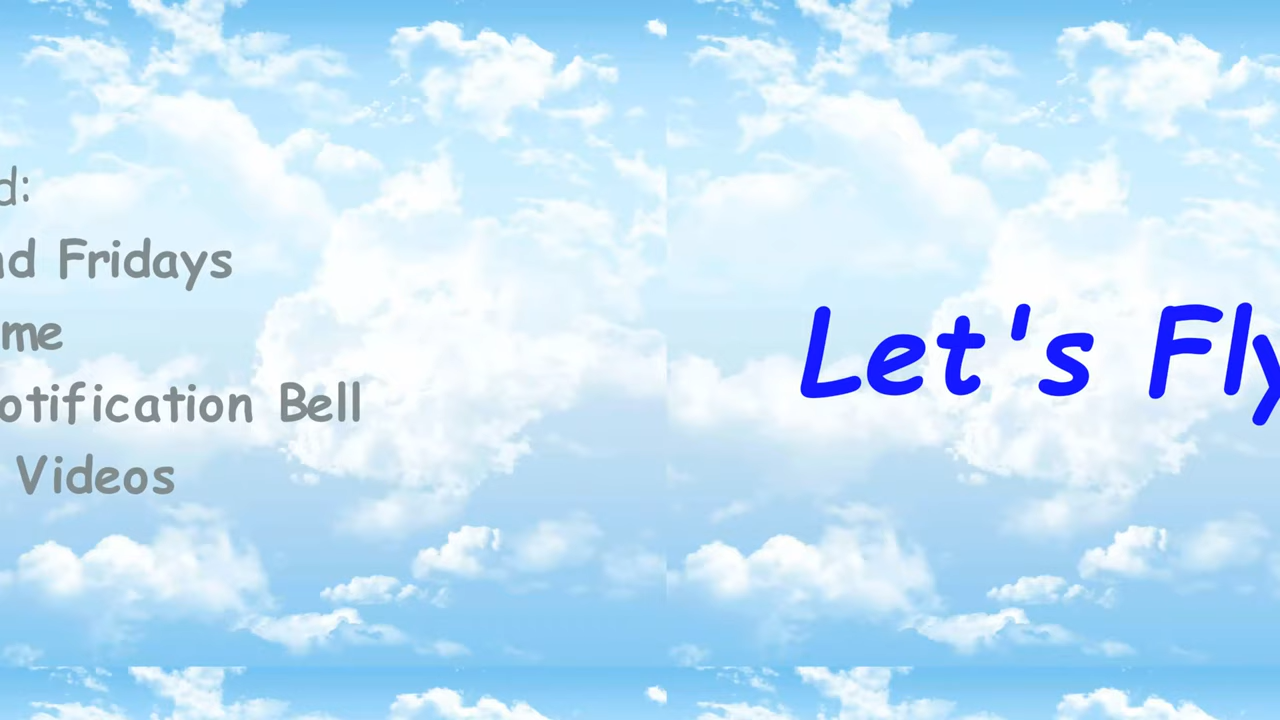 d:
nd Fridays
me
otification Bell
Videos
Let's Fly